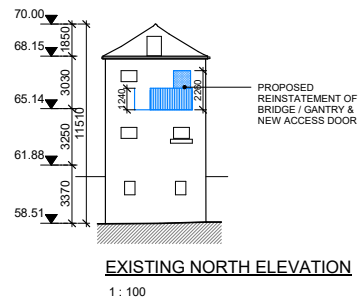 70.00
1850
68.15
3030
1240
2260
PROPOSED
REINSTATEMENT OF
BRIDGE / GANTRY &
NEW ACCESS DOOR
65.14
11510
3250
61.88
3370
58.51
EXISTING NORTH ELEVATION
1 : 100